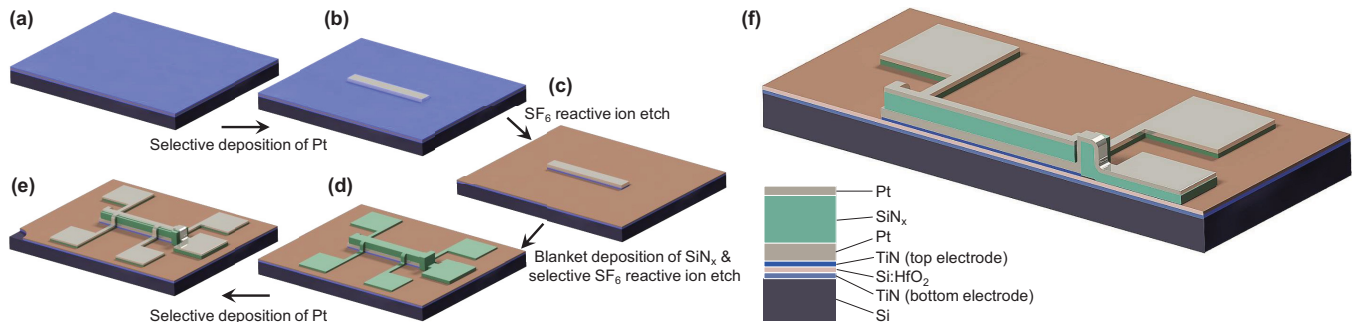 (a)
(b)
(c)
SF₆ reactive ion etch
Selective deposition of Pt
(e)
(d)
Blanket deposition of SiNₓ &
selective SF₆ reactive ion etch
Selective deposition of Pt
(f)
Pt
SiNₓ
Pt
TiN (top electrode)
Si:HfO₂
TiN (bottom electrode)
Si